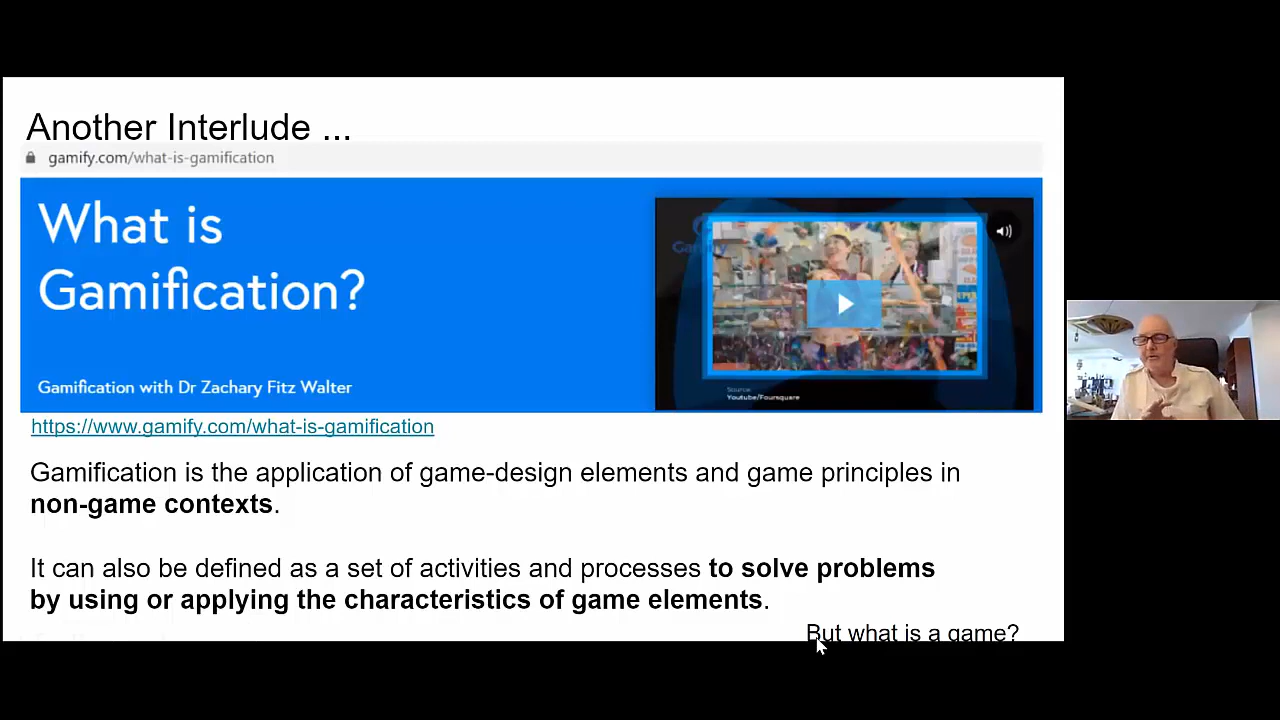 Another Interlude ...
gamify.com/what-is-gamification
What is
Gamification?
Gamification with Dr Zachary Fitz Walter
Source:
Youtube/Foursquare
https://www.gamify.com/what-is-gamification
Gamification is the application of game-design elements and game principles in
non-game contexts.
It can also be defined as a set of activities and processes to solve problems
by using or applying the characteristics of game elements.
But what is a game?